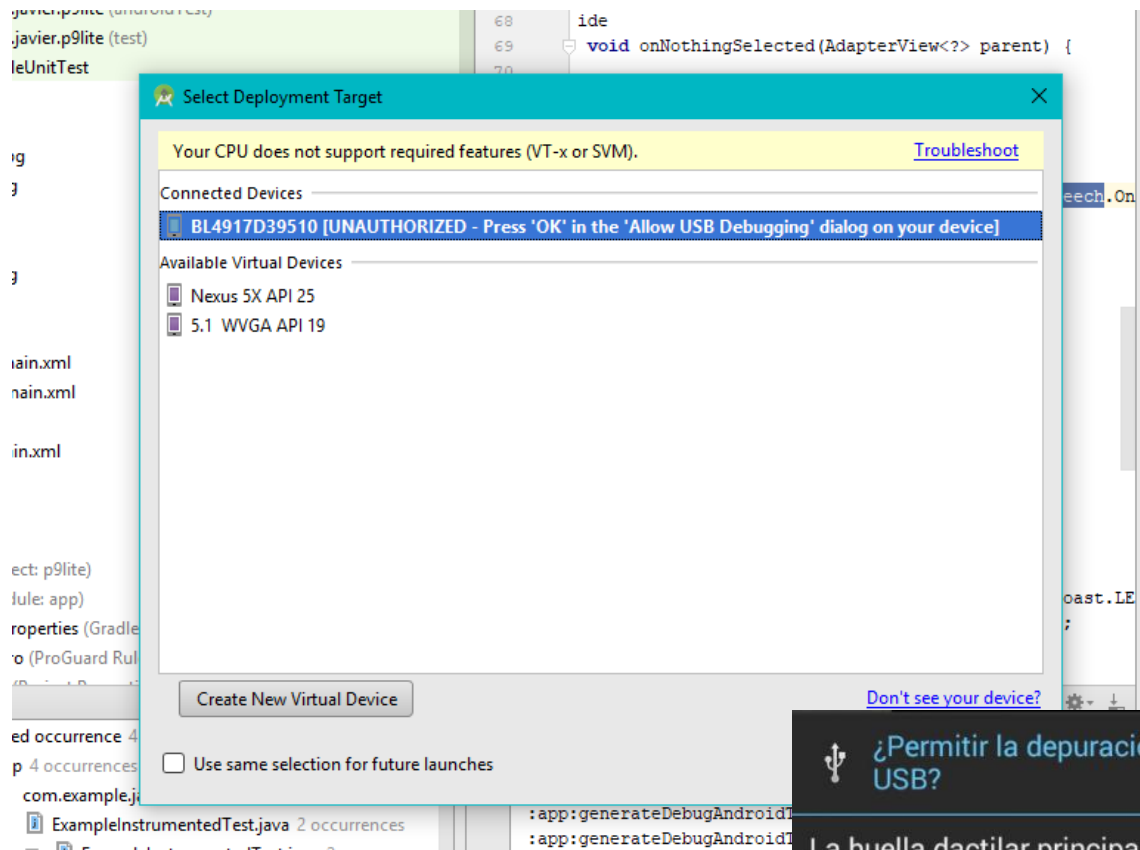 .javier.p9lite (androidTest)
68 ide
.javier.p9lite (test)
69 void onNothingSelected(AdapterView<?> parent) {
leUnitTest
70
Select Deployment Target
Your CPU does not support required features (VT-x or SVM). Troubleshoot
Connected Devices
eech.On
BL4917D39510 [UNAUTHORIZED - Press 'OK' in the 'Allow USB Debugging' dialog on your device]
Available Virtual Devices
Nexus 5X API 25
5.1 WVGA API 19
ain.xml
nain.xml
in.xml
ect: p9lite)
dule: app)
oast.LE
roperties (Gradle
;
ro (ProGuard Rul
Create New Virtual Device
Don't see your device?
ed occurrence 4
Use same selection for future launches
p 4 occurrences
com.example.ja
ExampleInstrumentedTest.java 2 occurrences
:app:generateDebugAndroidT
:app:generateDebugAndroidT
¿Permitir la depuració
USB?
La huella dactilar principa